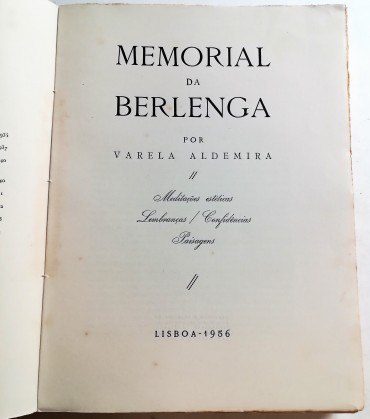 MEMORIAL
DA
BERLENGA
POR
VARELA ALDEMIRA
//
Meditações estéticas
Lembranças / Confidências
Paisagens
//
LISBOA - 1956